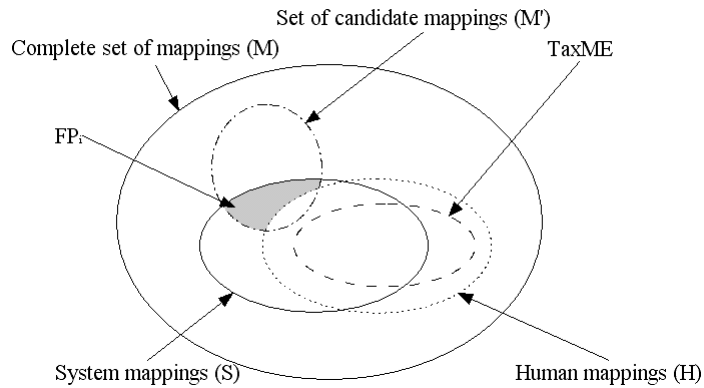 Set of candidate mappings (M')
Complete set of mappings (M)
TaxME
FPi
System mappings (S)
Human mappings (H)